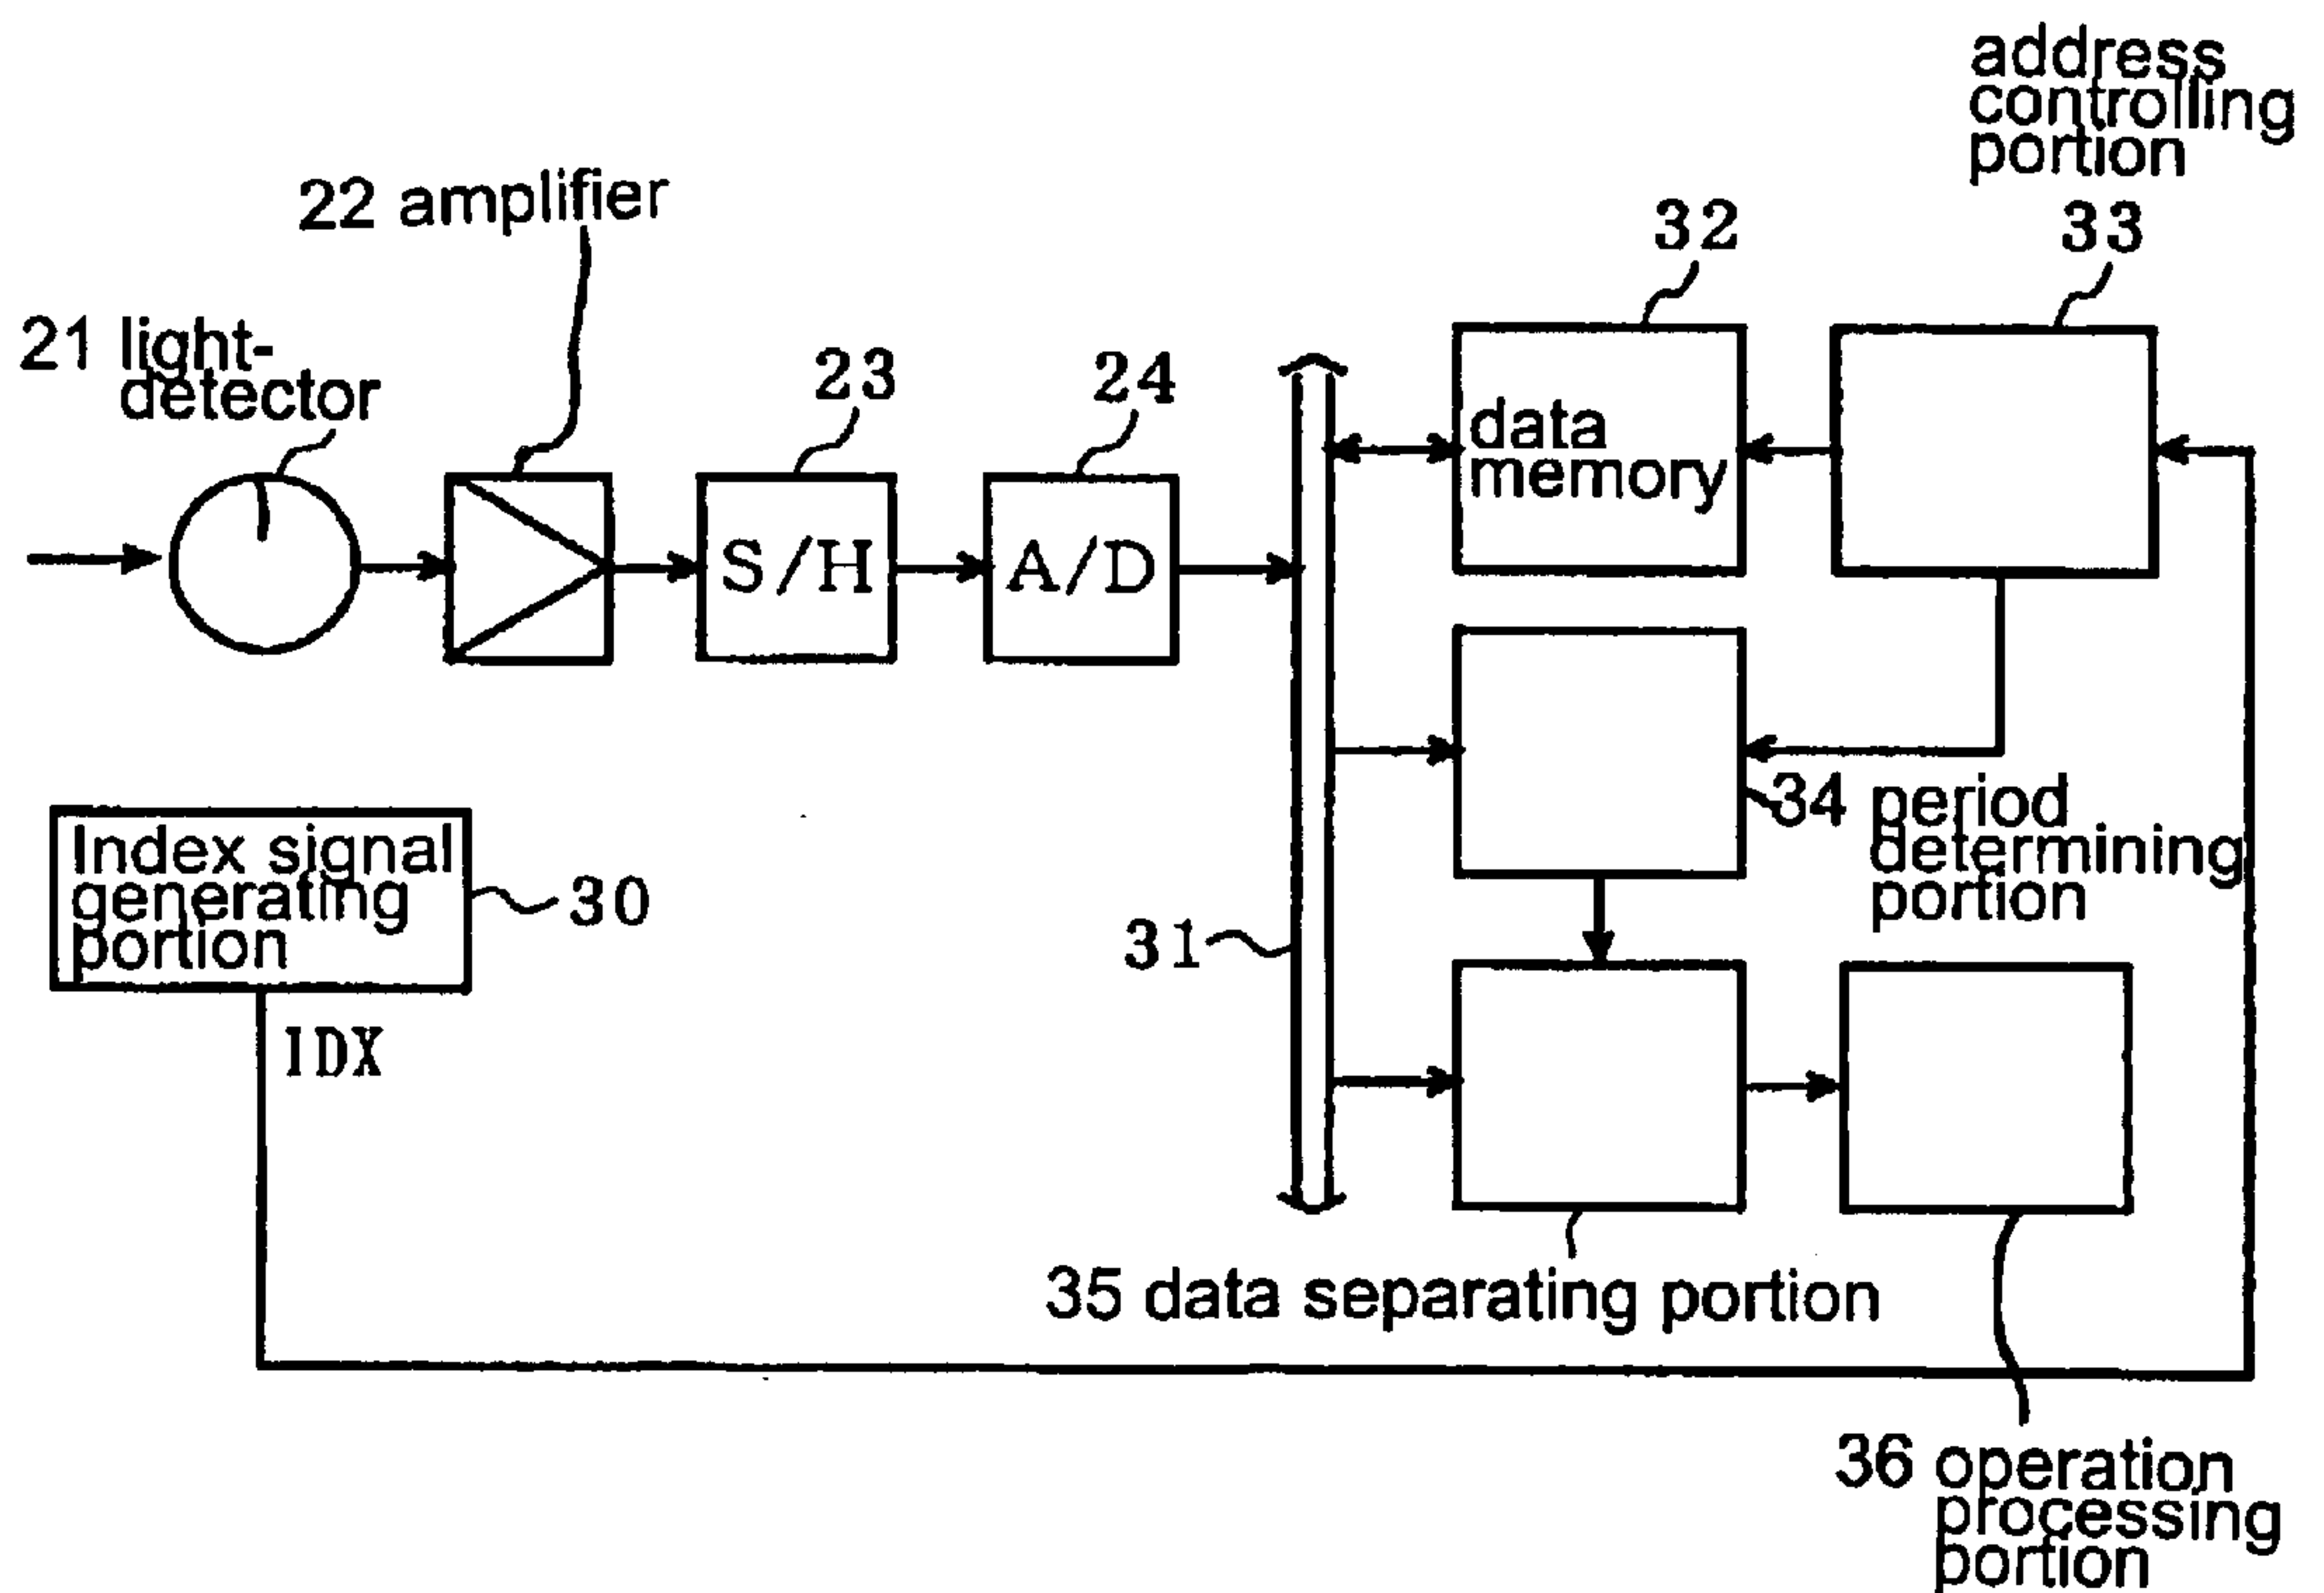 address
controlling
portion
33
22 amplifier
32
21 light-
detector
23
24
data
memory
S/H
A/D
34 period
determining
portion
Index signal
generating
portion
30
31
IDX
35 data separating portion
36 operation
processing
portion